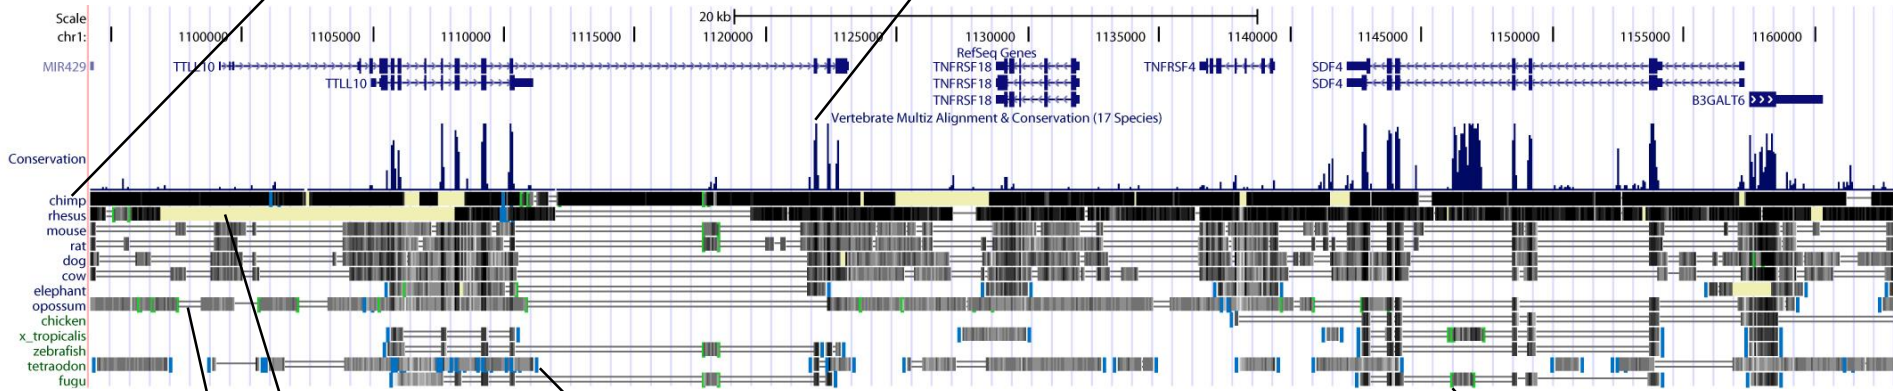 Scale 20 kb
chr1: 1100000 1105000 1110000 1115000 1120000 1125000 1130000 1135000 1140000 1145000 1150000 1155000 1160000
RefSeq Genes
MIR429 TTLL10 TNFRSF18 TNFRSF4 SDF4
TTLL10 TNFRSF18 SDF4
TNFRSF18 B3GALT6
Vertebrate Multiz Alignment & Conservation (17 Species)
Conservation
chimp
rhesus
mouse
rat
dog
cow
elephant
opossum
chicken
x_tropicalis
zebrafish
tetraodon
fugu